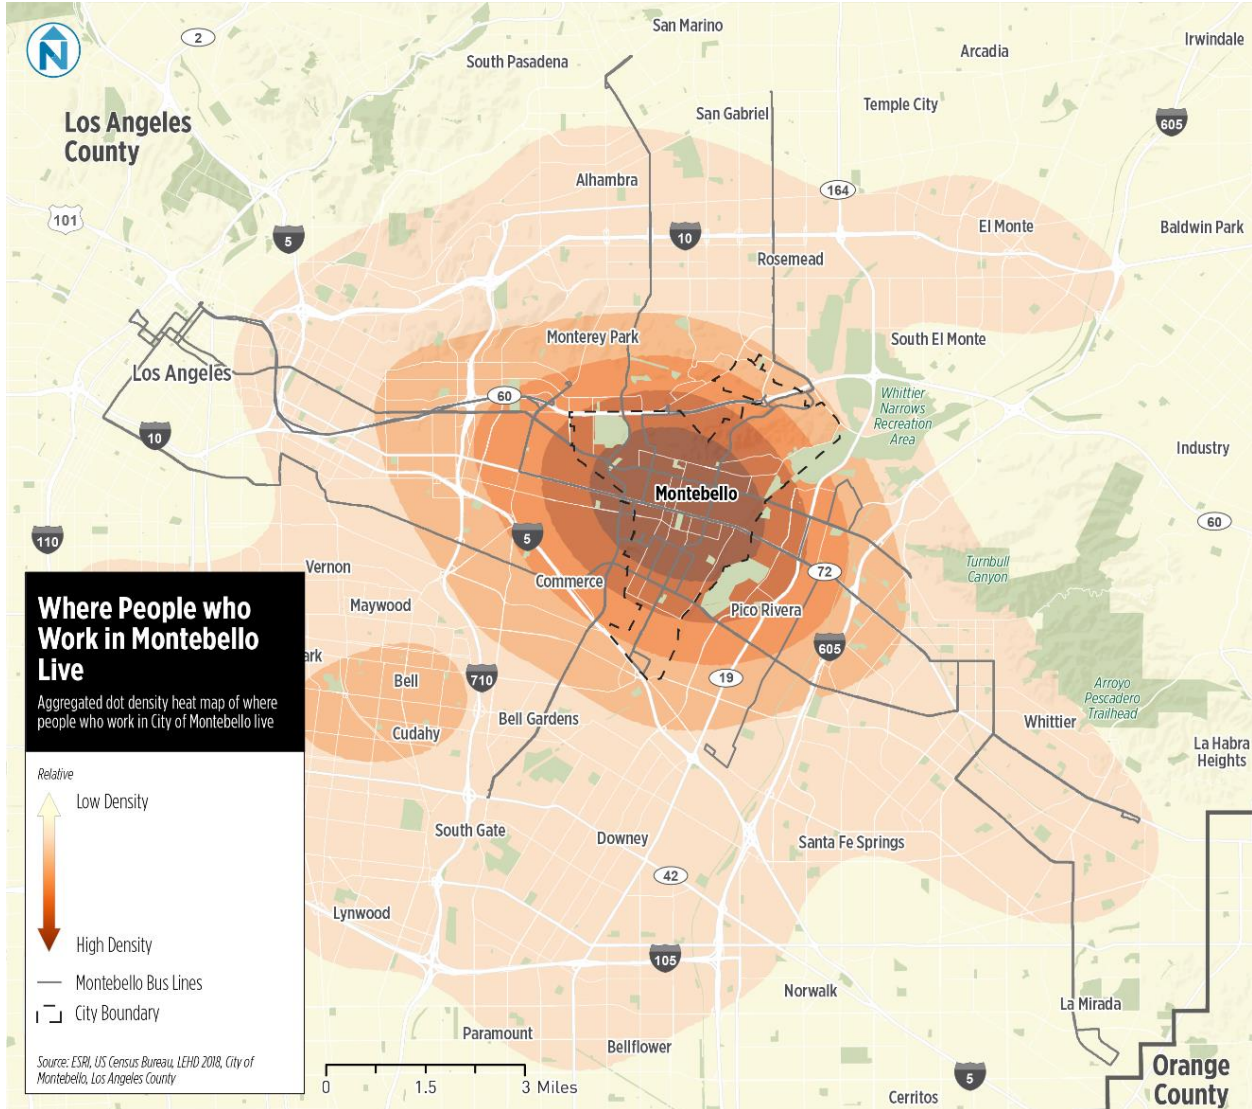 N
2
San Marino
Irwindale
South Pasadena
Arcadia
Los Angeles
County
San Gabriel
Temple City
605
Alhambra
164
101
5
10
El Monte
Baldwin Park
Rosemead
Monterey Park
South El Monte
Los Angeles
60
Whittier
Narrows
Recreation
Area
10
Industry
Montebello
110
5
60
Vernon
Commerce
72
Turnbull
Canyon
Maywood
Pico Rivera
605
ark
Bell
710
19
Arroyo
Pescadero
Trailhead
Cudahy
Bell Gardens
Whittier
La Habra
Heights
South Gate
Downey
Santa Fe Springs
42
Lynwood
105
Norwalk
La Mirada
Paramount
Bellflower
Orange
County
5
Cerritos
Where People who
Work in Montebello
Live
Aggregated dot density heat map of where
people who work in City of Montebello live
Relative
Low Density
High Density
Montebello Bus Lines
City Boundary
Source: ESRI, US Census Bureau, LEHD 2018, City of
Montebello, Los Angeles County
0 1.5 3 Miles